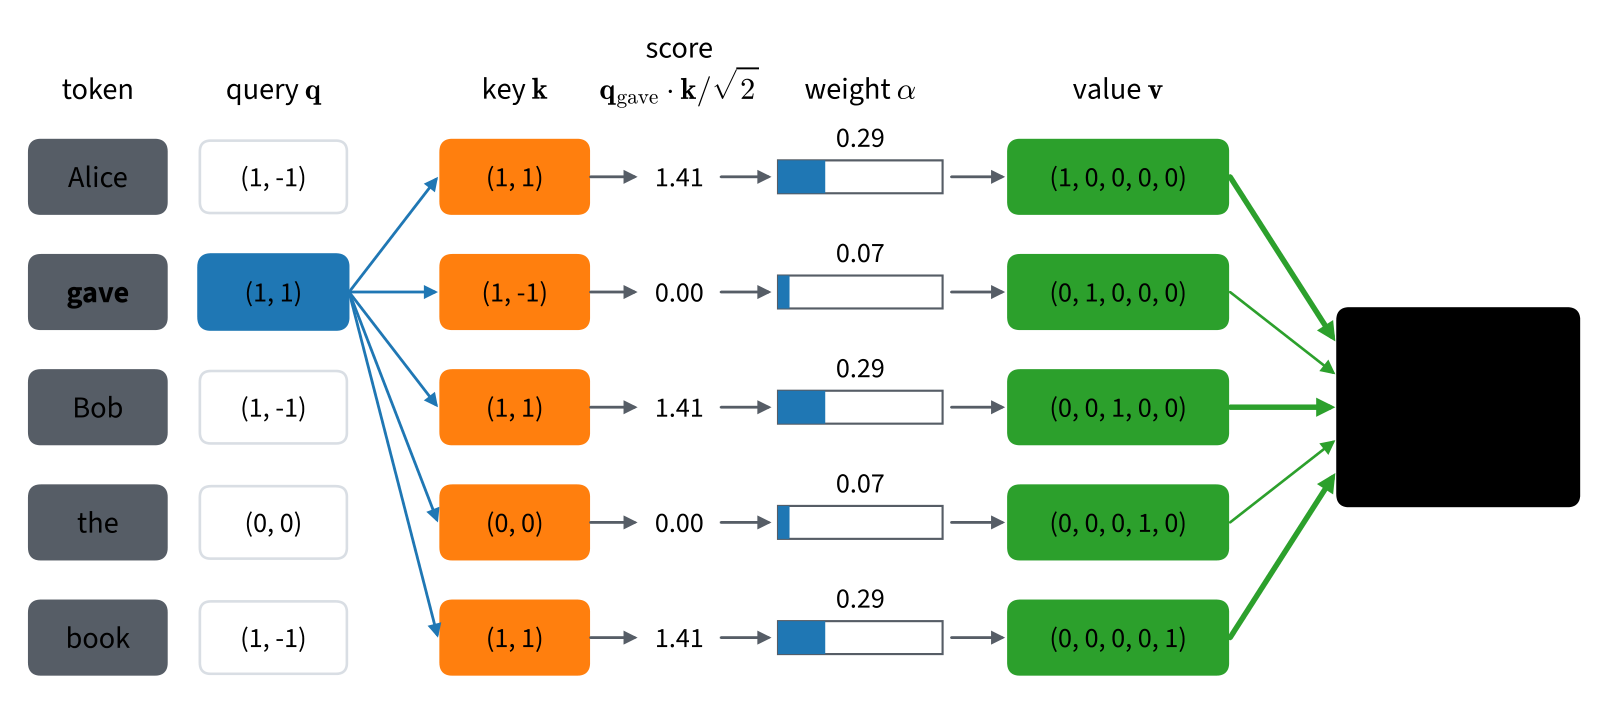 score
token query q key k q_gave · k/√2 weight α value v
0.29
Alice (1, -1) (1, 1) 1.41 (1, 0, 0, 0, 0)
0.07
gave (1, 1) (1, -1) 0.00 (0, 1, 0, 0, 0)
0.29
Bob (1, -1) (1, 1) 1.41 (0, 0, 1, 0, 0)
0.07
the (0, 0) (0, 0) 0.00 (0, 0, 0, 1, 0)
0.29
book (1, -1) (1, 1) 1.41 (0, 0, 0, 0, 1)